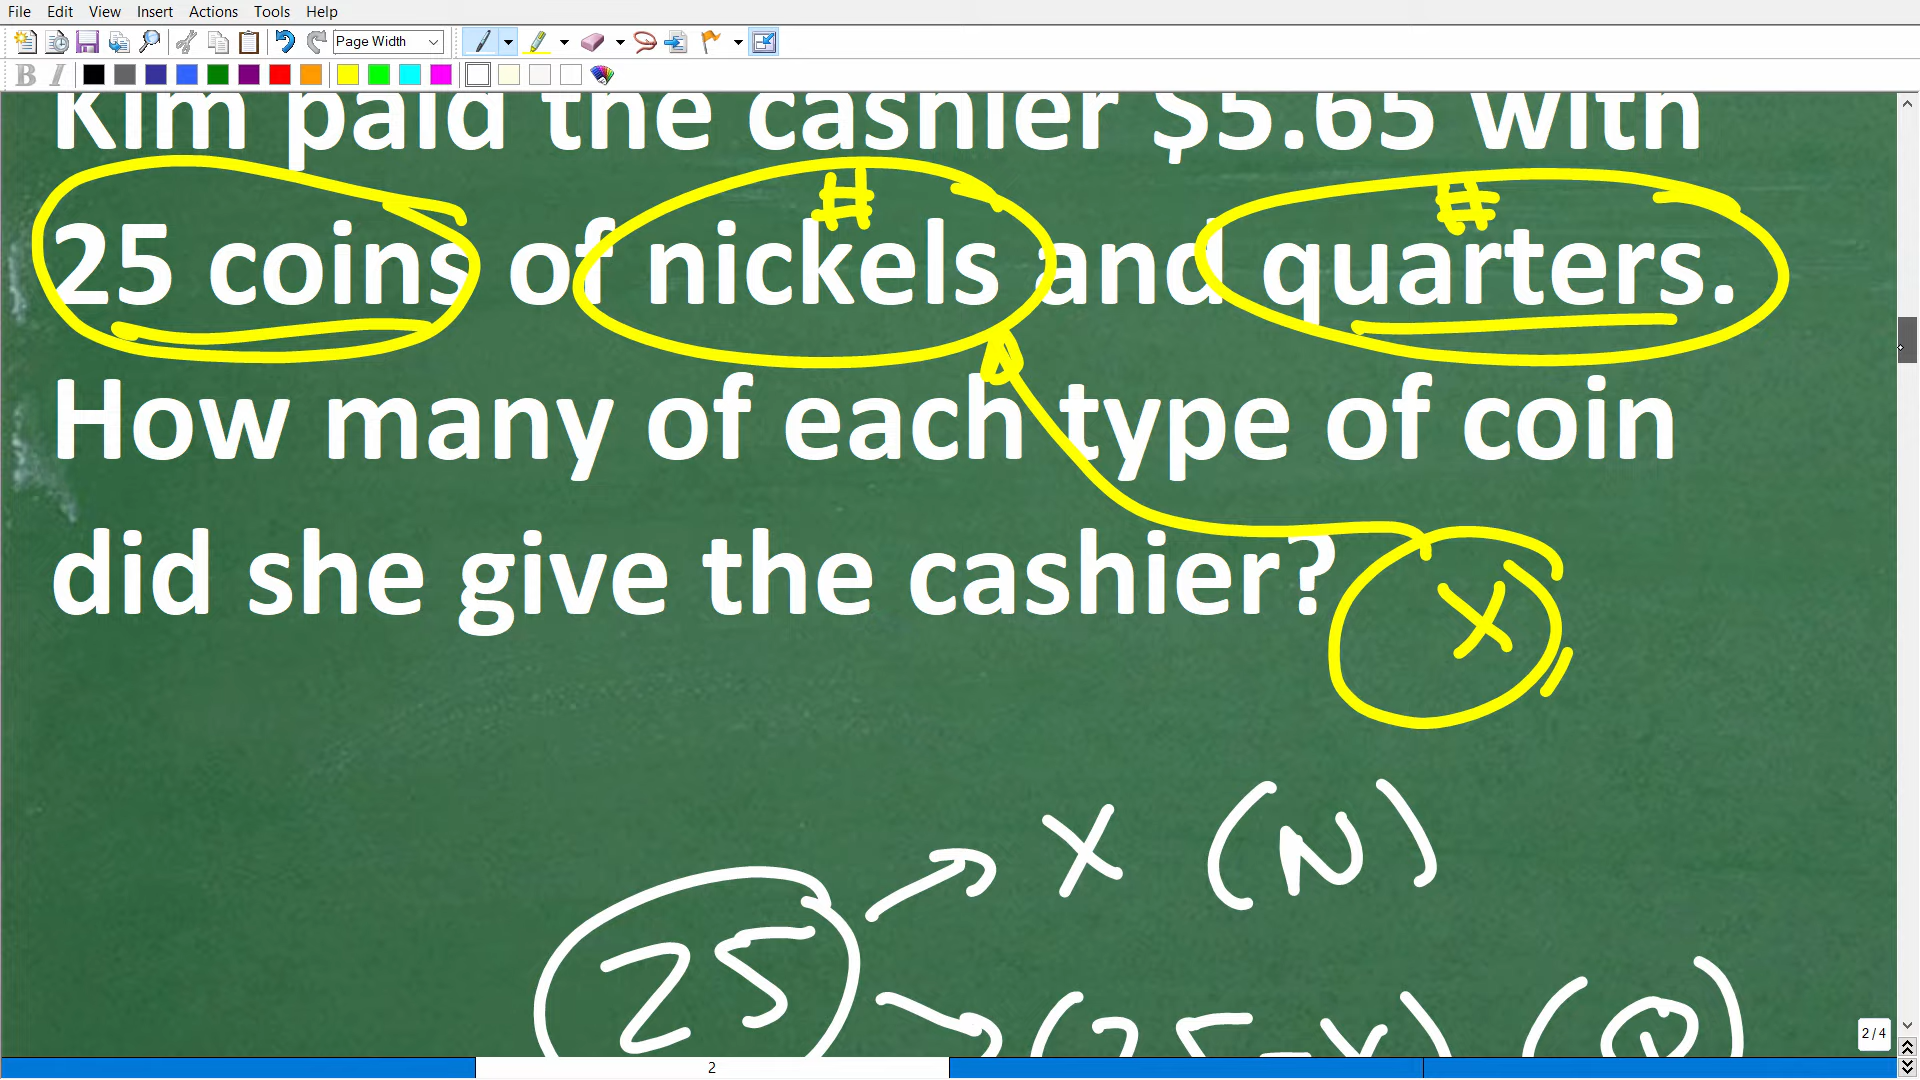 File Edit View Insert Actions Tools Help
Page Width
B I
Kim paid the cashier $5.65 with
# #
25 coins of nickels and quarters.
How many of each type of coin
did she give the cashier?
X
X (N)
25
(25-X) (Q)
2/4
2